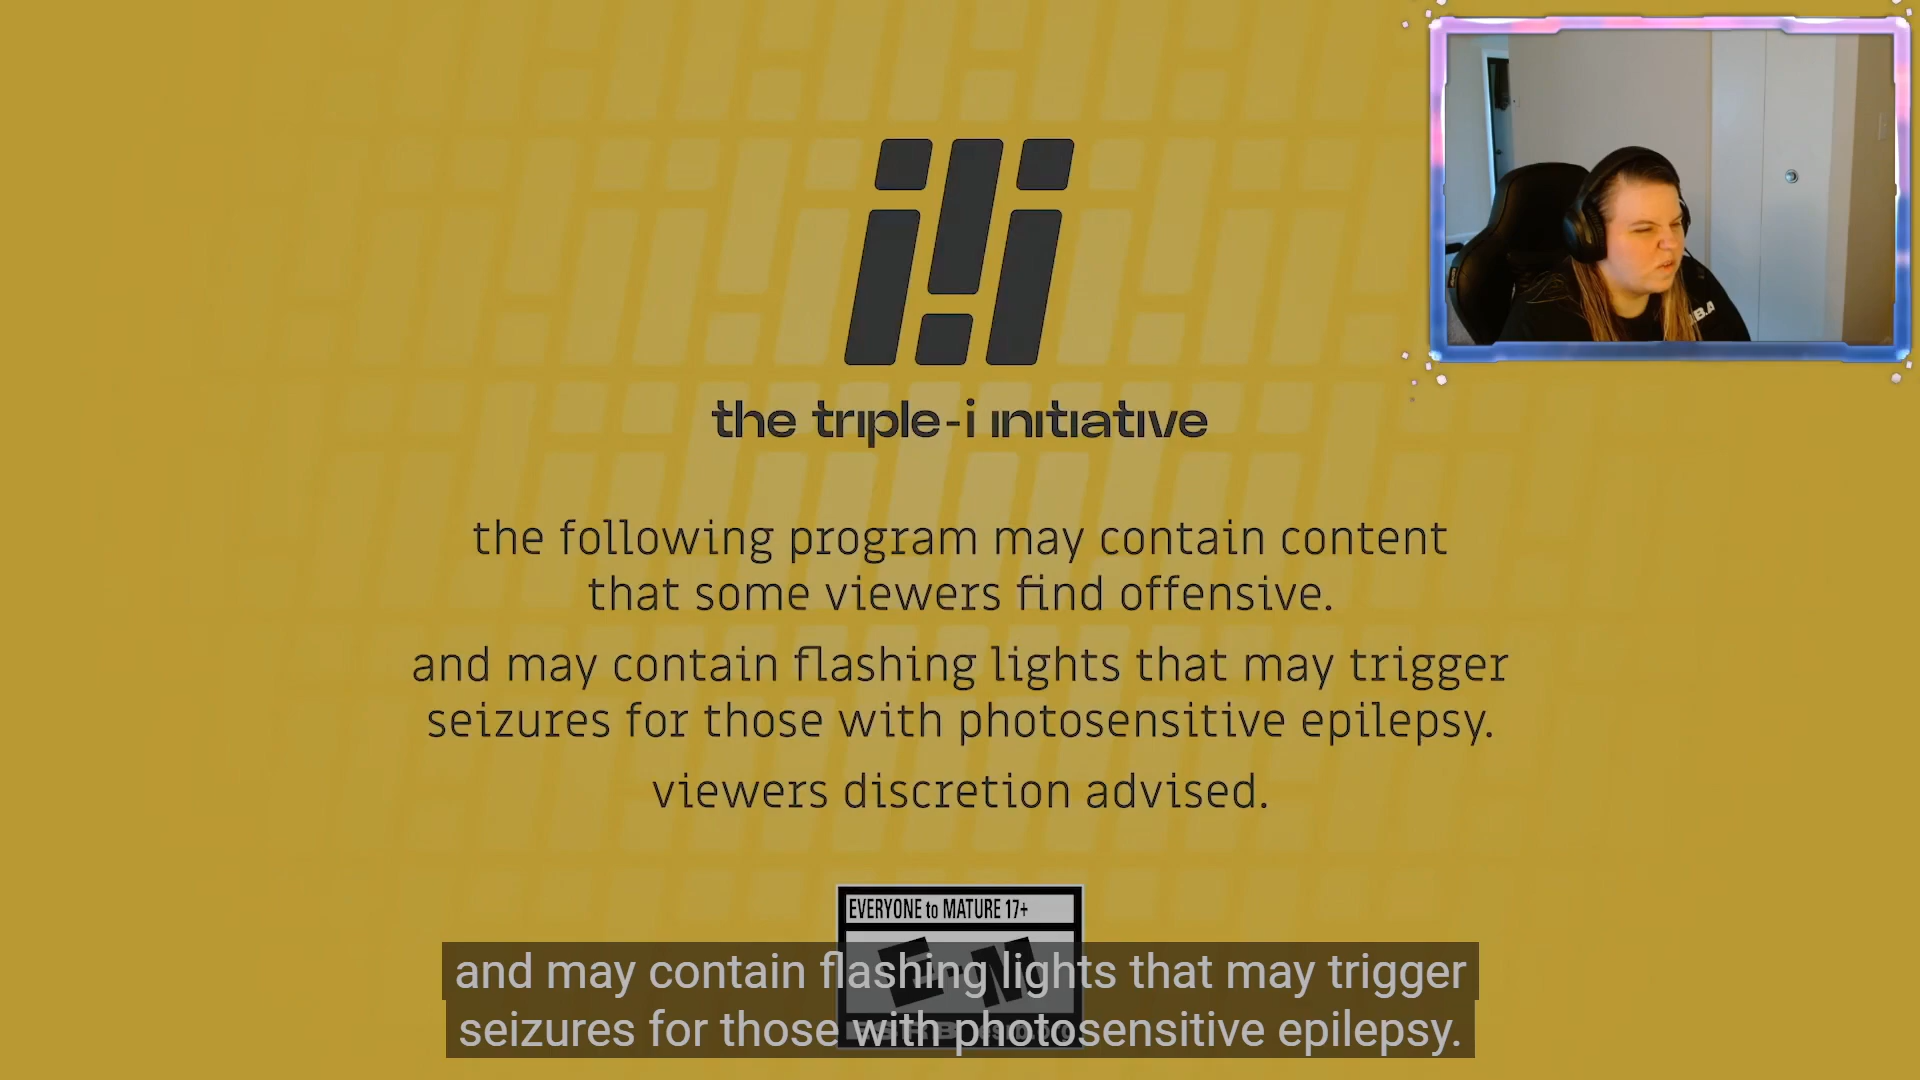 the triple-i initiative
the following program may contain content
that some viewers find offensive.
and may contain flashing lights that may trigger
seizures for those with photosensitive epilepsy.
viewers discretion advised.
EVERYONE to MATURE 17+
and may contain flashing lights that may trigger
seizures for those with photosensitive epilepsy.